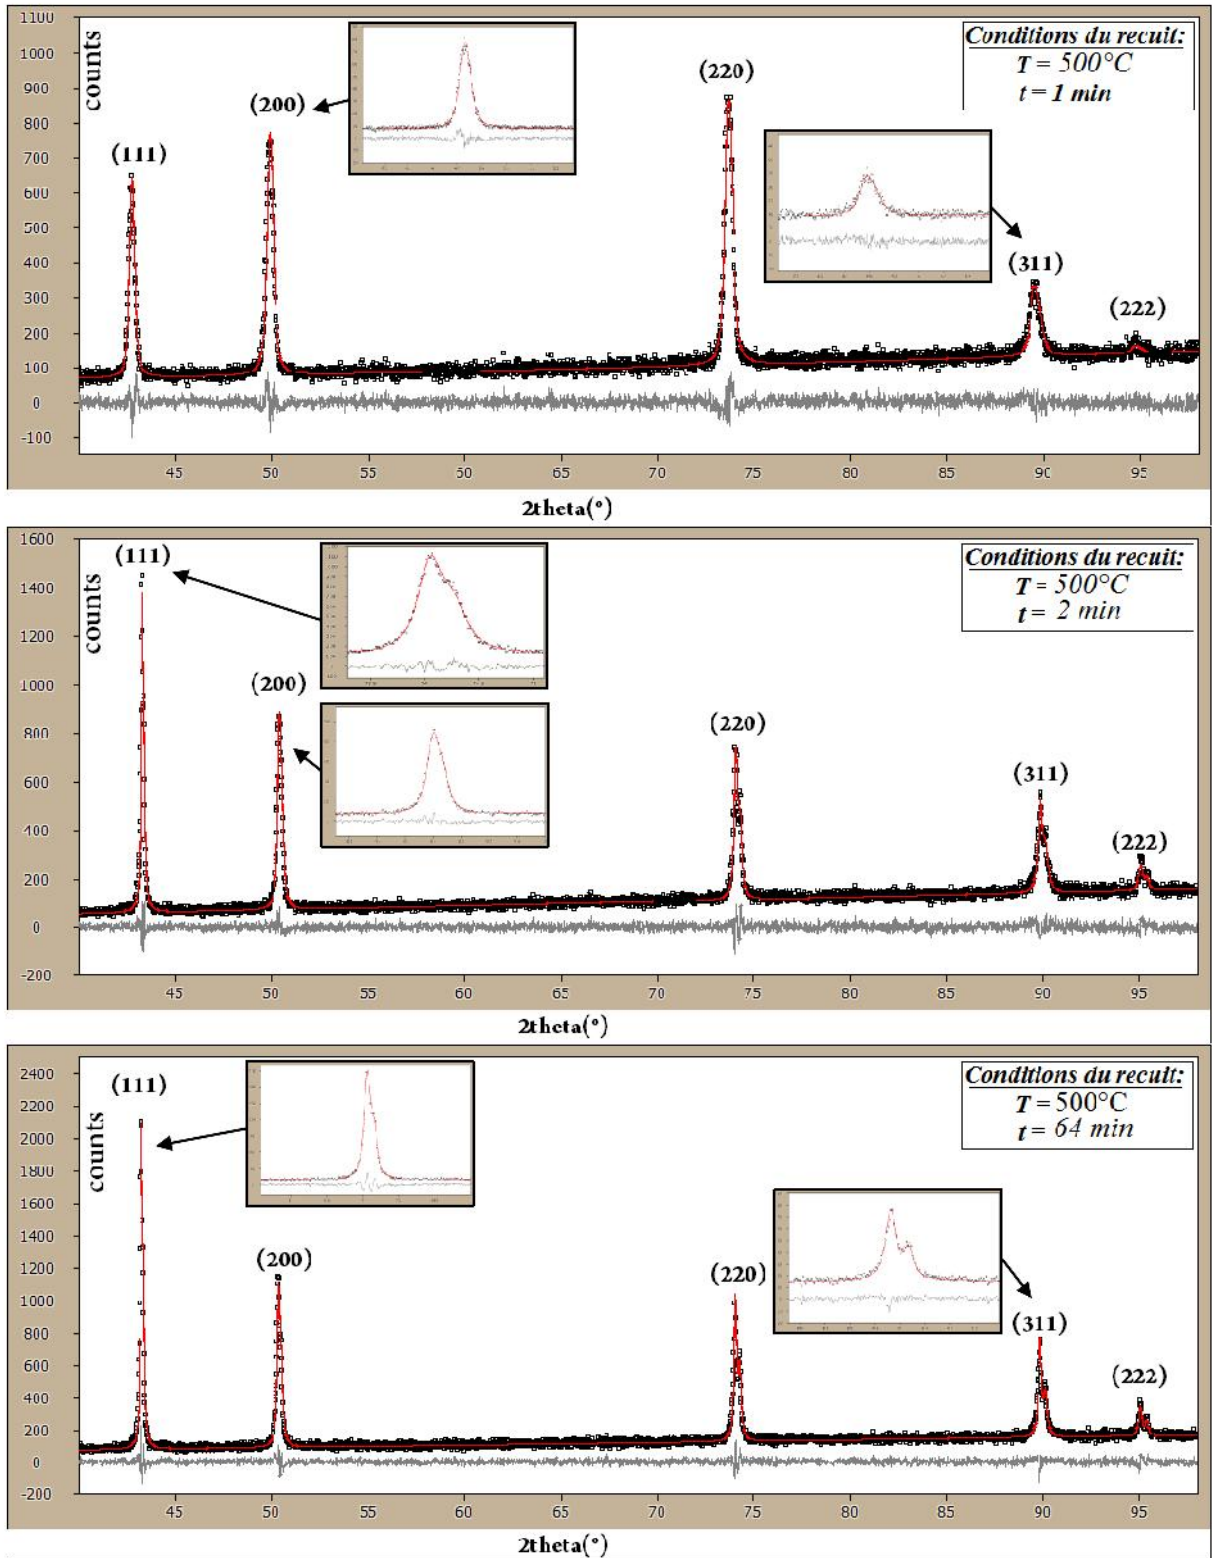 1100
1000
900
800
700
600
500
400
300
200
100
0
-100
counts
(111)
(200)
(220)
(311)
(222)
Conditions du recuit:
T = 500°C
t = 1 min
45 50 55 60 65 70 75 80 85 90 95
2theta(°)
1600
1400
1200
1000
800
600
400
200
0
-200
counts
(111)
(200)
(220)
(311)
(222)
Conditions du recuit:
T = 500°C
t = 2 min
45 50 55 60 65 70 75 80 85 90 95
2theta(°)
2400
2200
2000
1800
1600
1400
1200
1000
800
600
400
200
0
-200
counts
(111)
(200)
(220)
(311)
(222)
Conditions du recuit:
T = 500°C
t = 64 min
45 50 55 60 65 70 75 80 85 90 95
2theta(°)